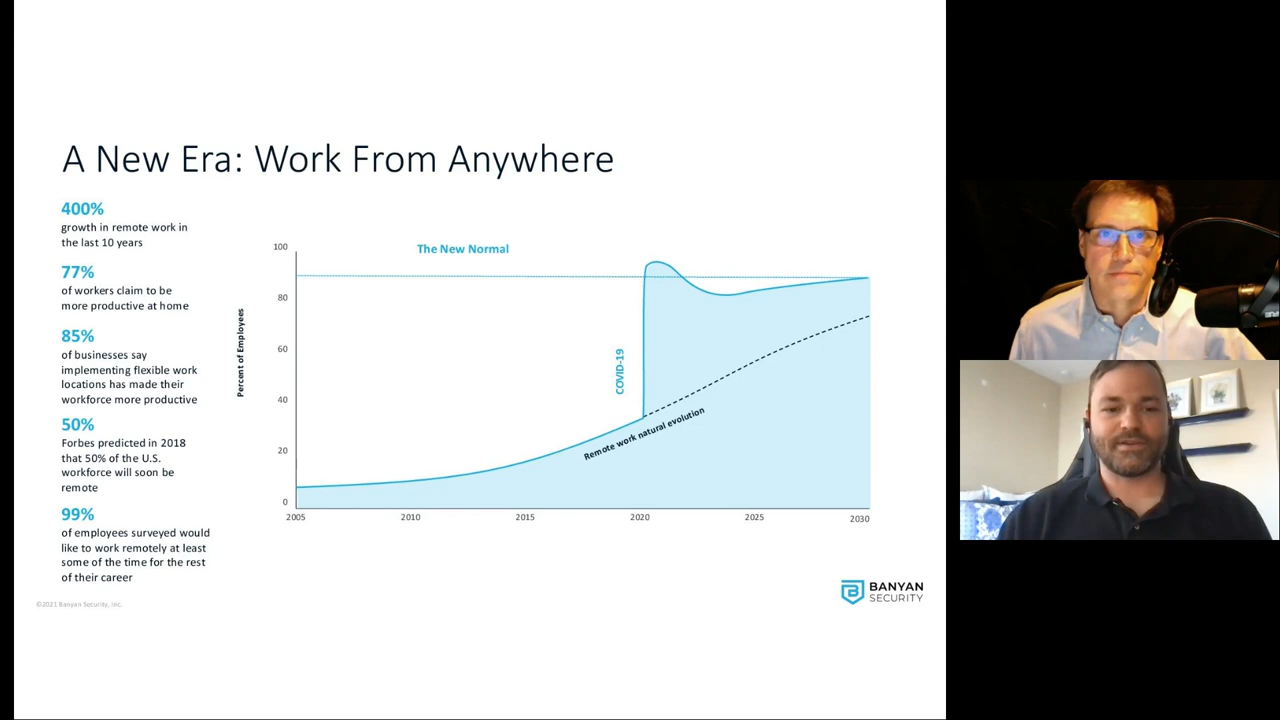 A New Era: Work From Anywhere
400%
growth in remote work in
the last 10 years
77%
of workers claim to be
more productive at home
85%
of businesses say
implementing flexible work
locations has made their
workforce more productive
50%
Forbes predicted in 2018
that 50% of the U.S.
workforce will soon be
remote
99%
of employees surveyed would
like to work remotely at least
some of the time for the rest
of their career
The New Normal
Percent of Employees
100
80
60
40
20
0
COVID-19
Remote work natural evolution
2005
2010
2015
2020
2025
2030
©2021 Banyan Security, Inc.
BANYAN
SECURITY